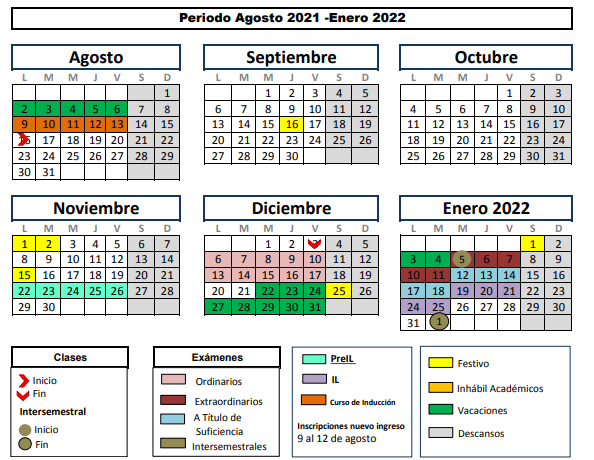 Periodo Agosto 2021 -Enero 2022
Agosto Septiembre Octubre
L M M J V S D L M M J V S D L M M J V S D
1 1 2 3 4 5 1 2 3
2 3 4 5 6 7 8 6 7 8 9 10 11 12 4 5 6 7 8 9 10
9 10 11 12 13 14 15 13 14 15 16 17 18 19 11 12 13 14 15 16 17
17 18 19 20 21 22 20 21 22 23 24 25 26 18 19 20 21 22 23 24
23 24 25 26 27 28 29 27 28 29 30 25 26 27 28 29 30 31
30 31
Noviembre Diciembre Enero 2022
L M M J V S D L M M J V S D L M M J V S D
1 2 3 4 5 6 7 1 2 4 5 1 2
8 9 10 11 12 13 14 6 7 8 9 10 11 12 3 4 5 6 7 8 9
15 16 17 18 19 20 21 13 14 15 16 17 18 19 10 11 12 13 14 15 16
22 23 24 25 26 27 28 20 21 22 23 24 25 26 17 18 19 20 21 22 23
29 30 27 28 29 30 31 24 25 26 27 28 29 30
31 1
Clases
Inicio
Fin
Intersemestral
Inicio
Fin
Exámenes
Ordinarios
Extraordinarios
A Título de
Suficiencia
Intersemestrales
PreIL
IL
Curso de Inducción
Inscripciones nuevo ingreso
9 al 12 de agosto
Festivo
Inhábil Académicos
Vacaciones
Descansos